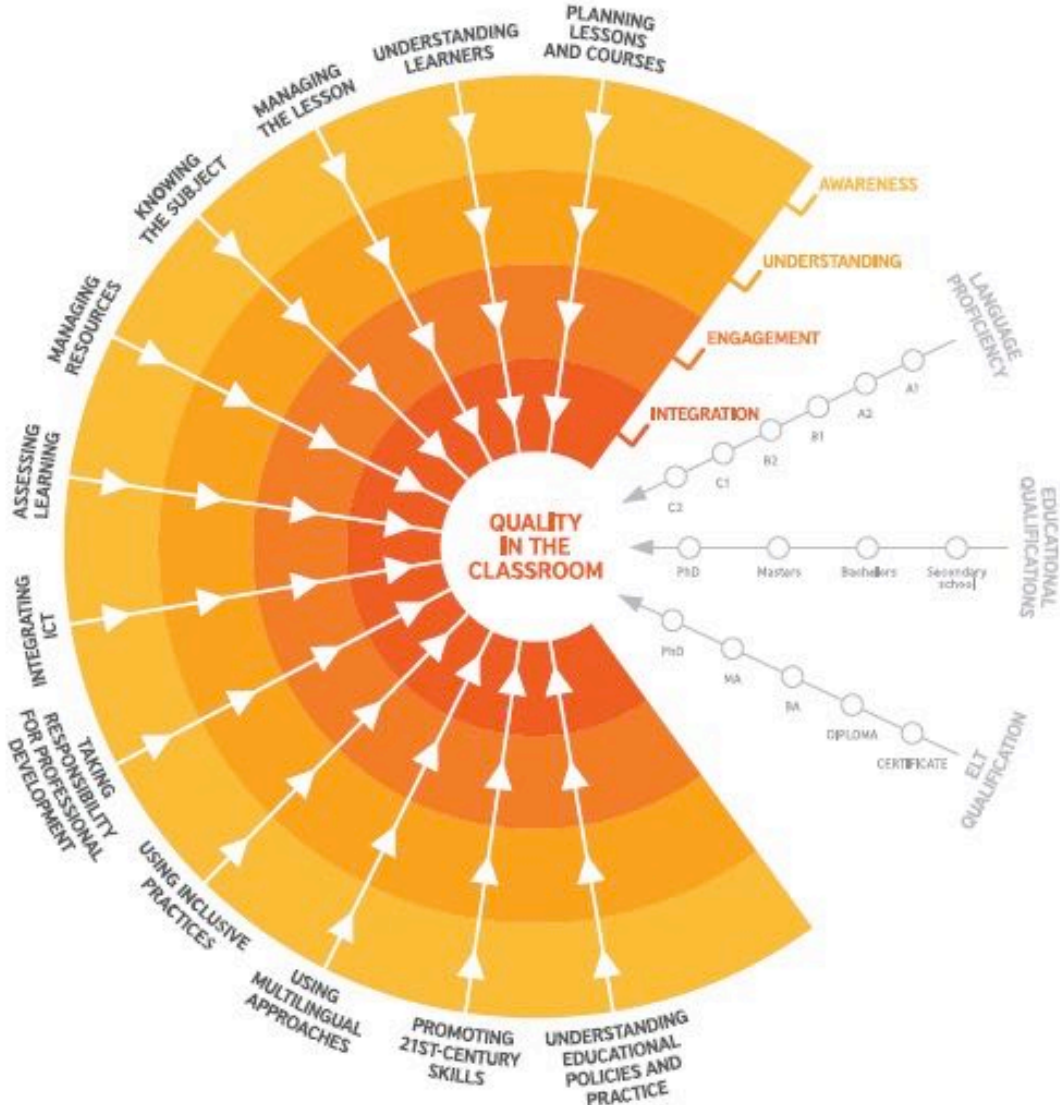 PLANNING
LESSONS
AND COURSES
UNDERSTANDING
LEARNERS
MANAGING
THE LESSON
KNOWING
THE SUBJECT
MANAGING
RESOURCES
ASSESSING
LEARNING
INTEGRATING
ICT
TAKING
RESPONSIBILITY
FOR PROFESSIONAL
DEVELOPMENT
USING INCLUSIVE
PRACTICES
USING
MULTILINGUAL
APPROACHES
PROMOTING
21ST-CENTURY
SKILLS
UNDERSTANDING
EDUCATIONAL
POLICIES AND
PRACTICE
AWARENESS
UNDERSTANDING
ENGAGEMENT
INTEGRATION
QUALITY
IN THE
CLASSROOM
LANGUAGE
PROFICIENCY
A1
A2
B1
B2
C1
C2
EDUCATIONAL
QUALIFICATIONS
PhD
Masters
Bachelors
Secondary
school
PhD
MA
BA
DIPLOMA
CERTIFICATE
ELT
QUALIFICATION